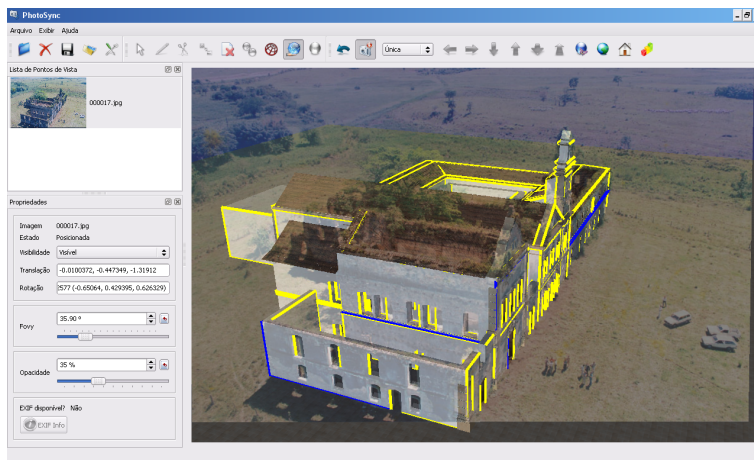 PhotoSync
Arquivo Exibir Ajuda
Única
Lista de Pontos de Vista
000017.jpg
Propriedades
Imagem 000017.jpg
Estado Posicionada
Visibilidade Visível
Translação -0.0100372, -0.447349, -1.31912
Rotação 2577 (-0.65064, 0.429395, 0.626329)
Povy 35.90 º
Opacidade 35 %
EXIF disponível? Não
EXIF Info